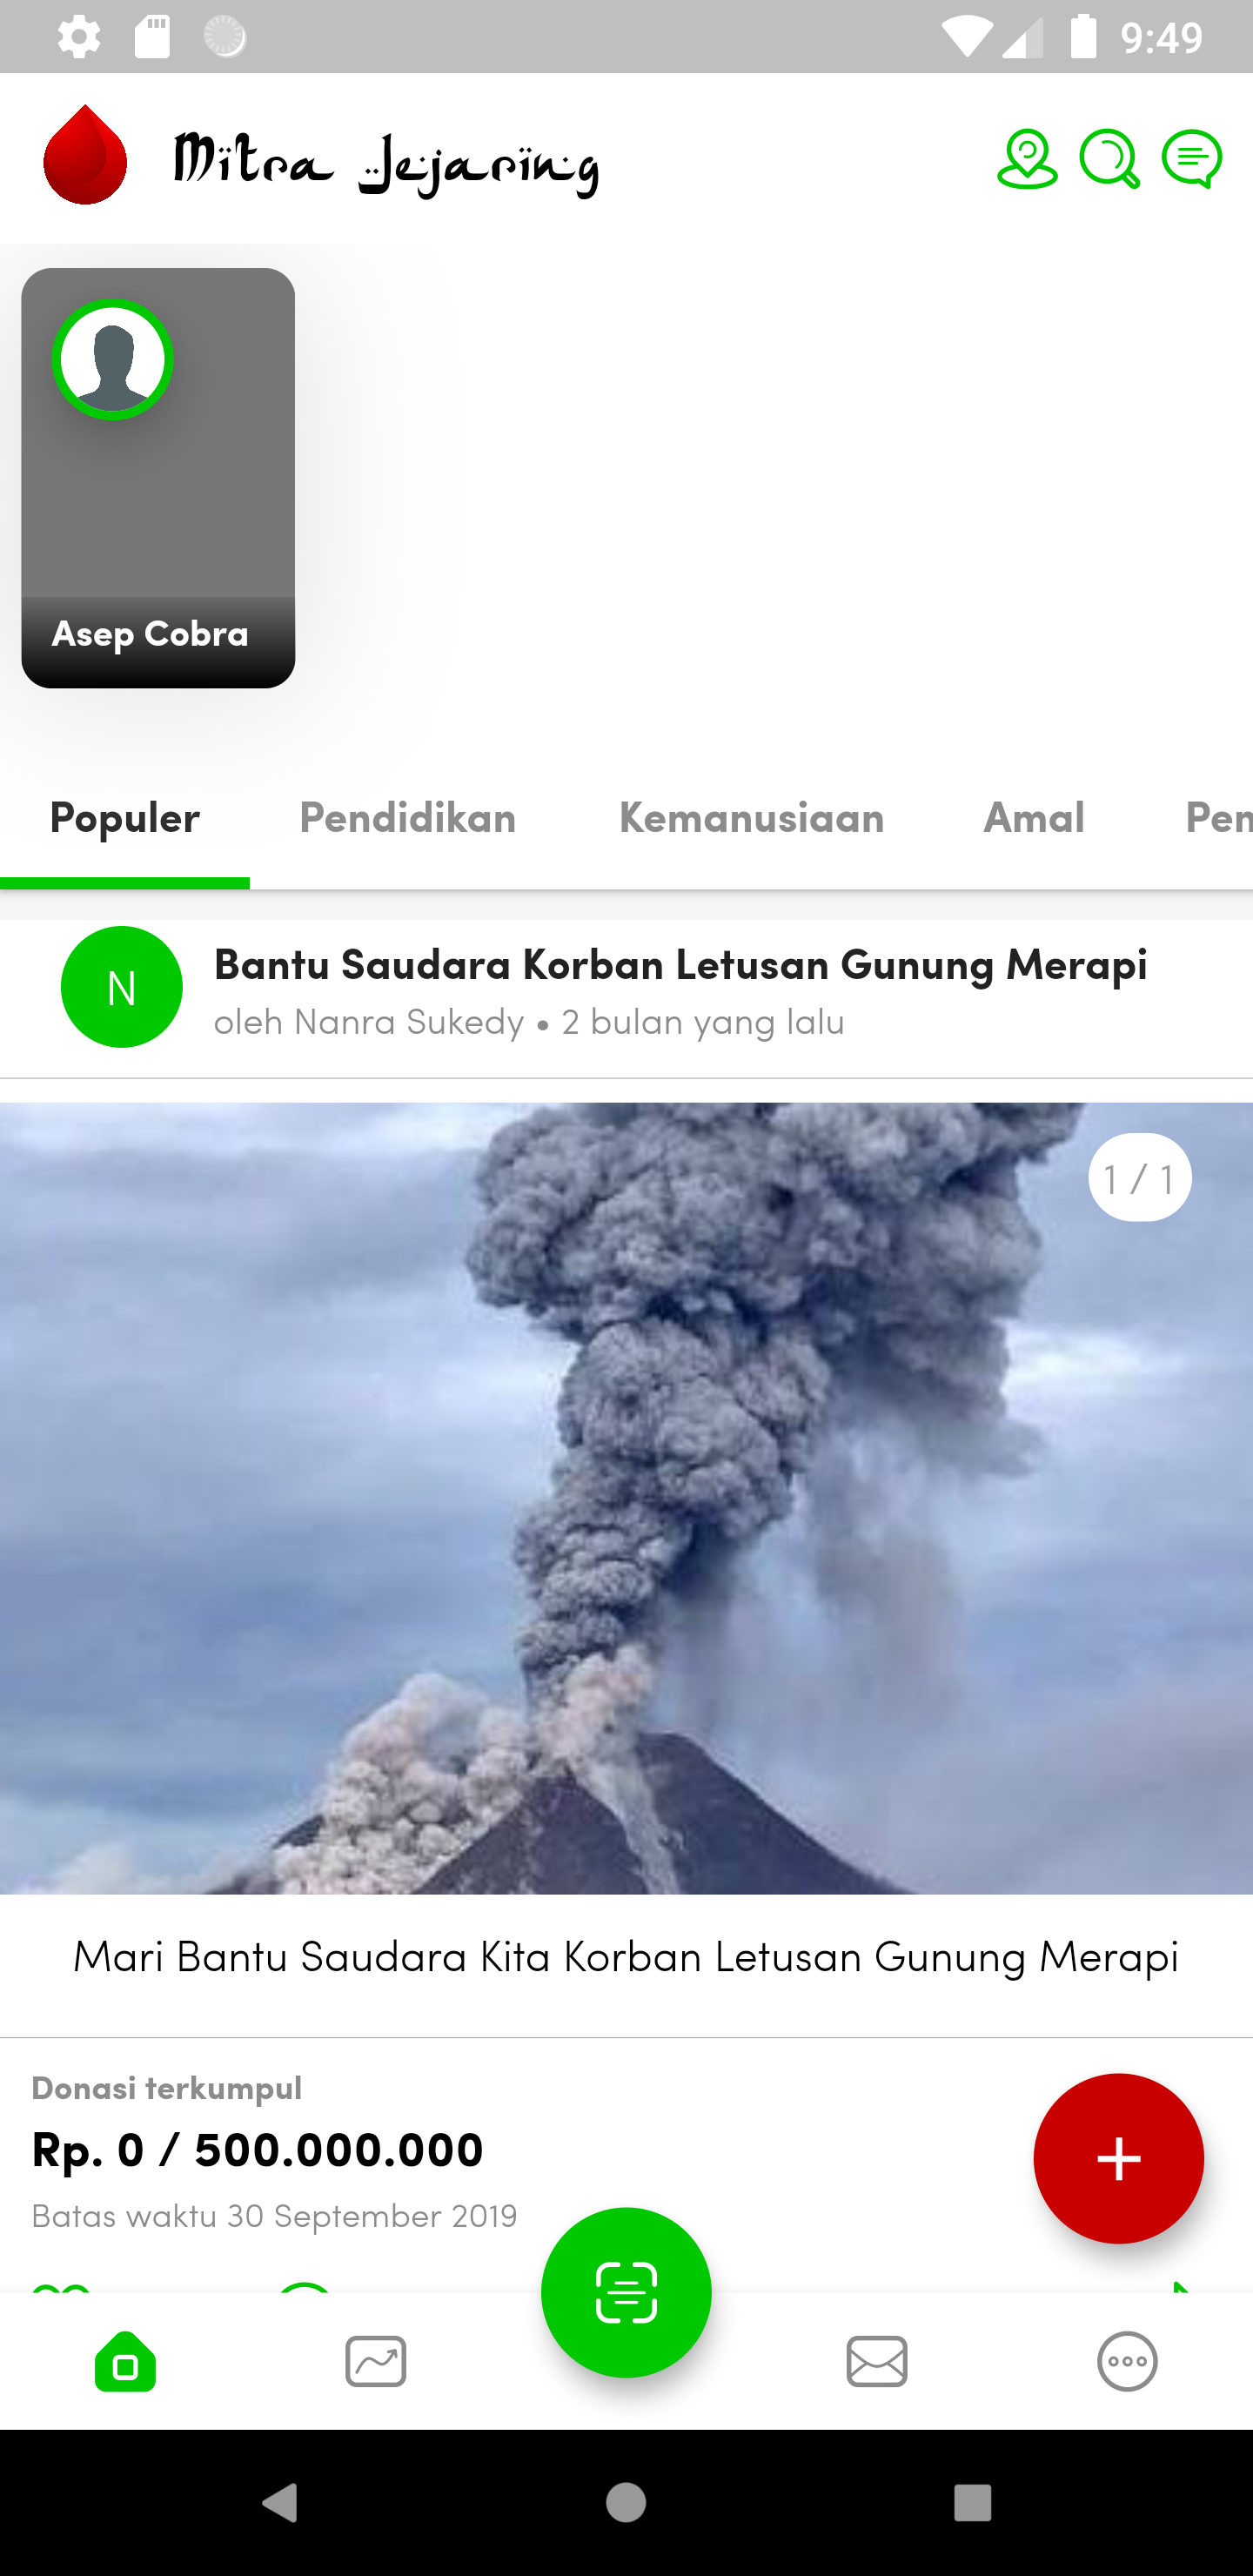 9:49
Mitra Jejaring
Asep Cobra
Populer Pendidikan Kemanusiaan Amal Pen
N
Bantu Saudara Korban Letusan Gunung Merapi
oleh Nanra Sukedy • 2 bulan yang lalu
1 / 1
Mari Bantu Saudara Kita Korban Letusan Gunung Merapi
Donasi terkumpul
Rp. 0 / 500.000.000
Batas waktu 30 September 2019